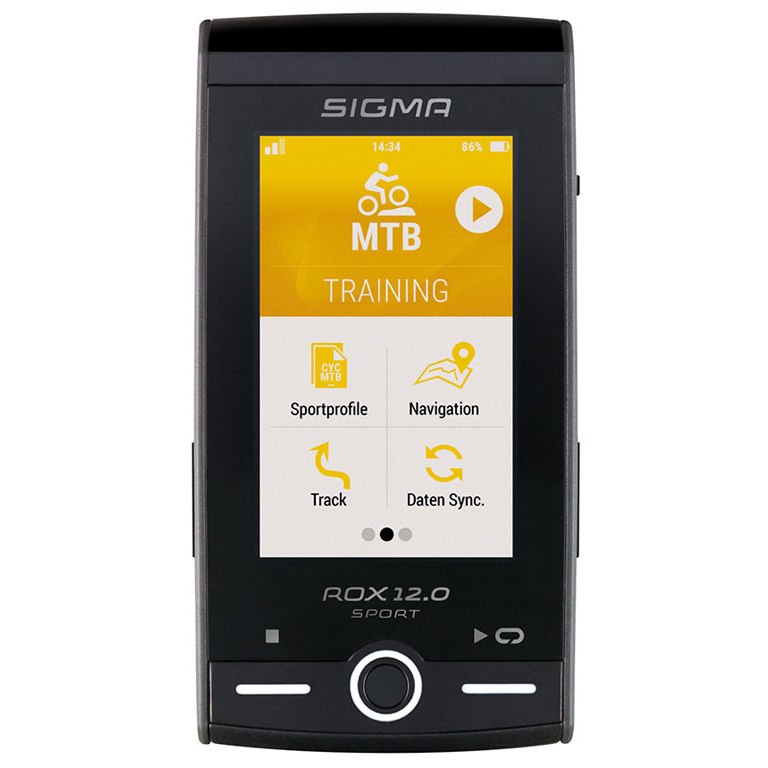 SIGMA
14:34 86%
MTB
TRAINING
CYC
MTB
Sportprofile Navigation
Track Daten Sync.
ROX 12.0
SPORT